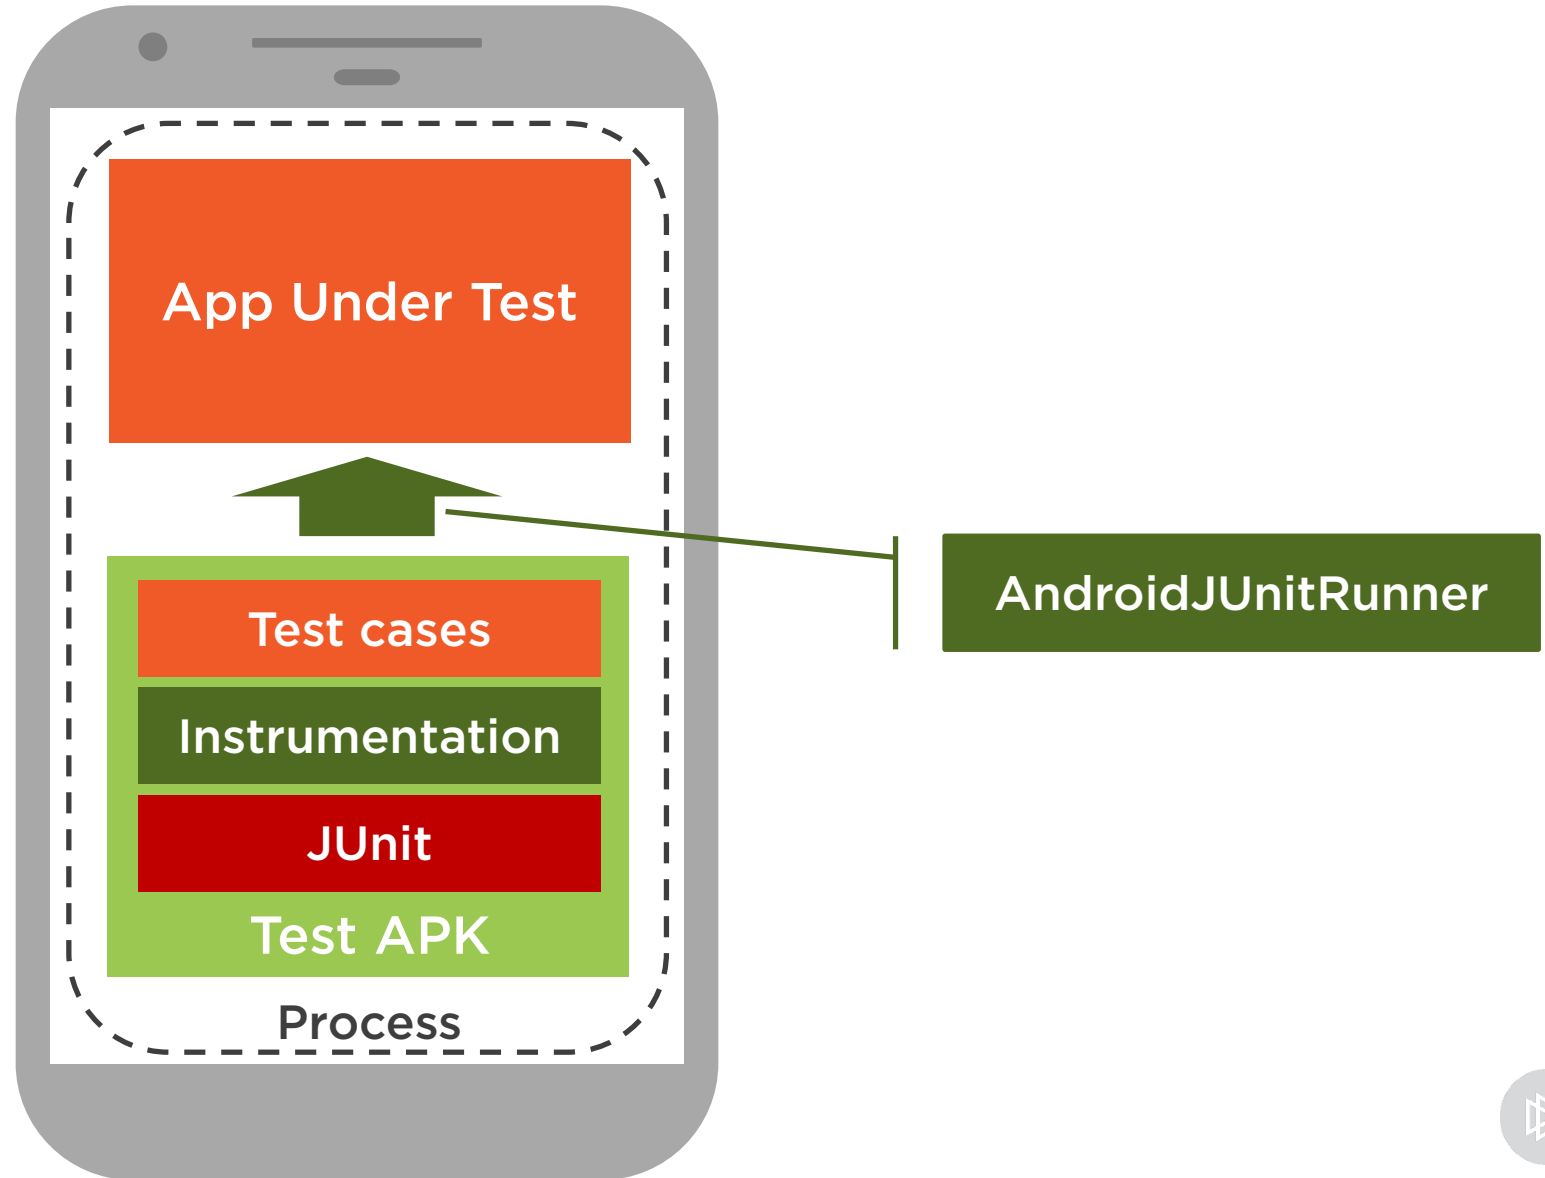 App Under Test
Test cases
Instrumentation
JUnit
Test APK
Process
AndroidJUnitRunner